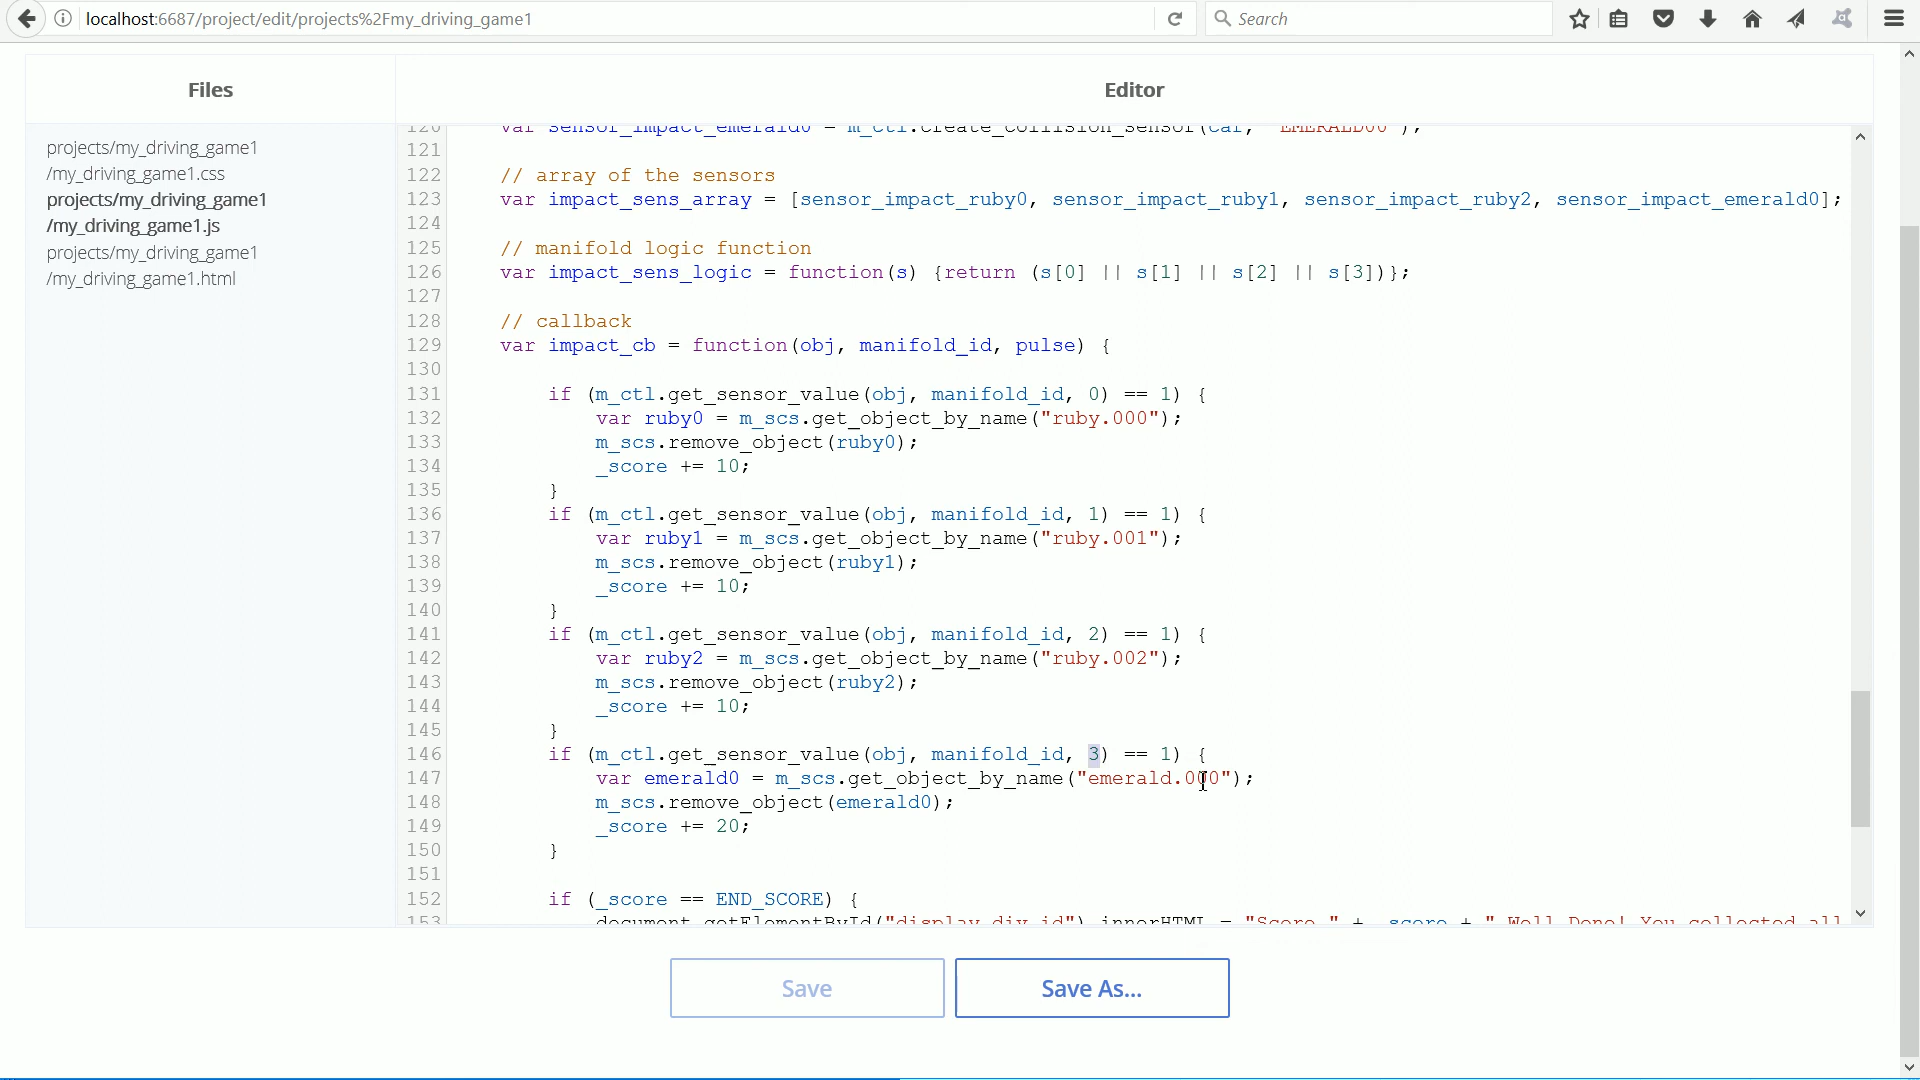 localhost:6687/project/edit/projects%2Fmy_driving_game1
Search
Files
Editor
projects/my_driving_game1
/my_driving_game1.css
projects/my_driving_game1
/my_driving_game1.js
projects/my_driving_game1
/my_driving_game1.html
120 var sensor_impact_emerald0 = m_ctl.create_collision_sensor(car, "EMERALD00");
121
122 // array of the sensors
123 var impact_sens_array = [sensor_impact_ruby0, sensor_impact_ruby1, sensor_impact_ruby2, sensor_impact_emerald0];
124
125 // manifold logic function
126 var impact_sens_logic = function(s) {return (s[0] || s[1] || s[2] || s[3])};
127
128 // callback
129 var impact_cb = function(obj, manifold_id, pulse) {
130
131 if (m_ctl.get_sensor_value(obj, manifold_id, 0) == 1) {
132 var ruby0 = m_scs.get_object_by_name("ruby.000");
133 m_scs.remove_object(ruby0);
134 _score += 10;
135 }
136 if (m_ctl.get_sensor_value(obj, manifold_id, 1) == 1) {
137 var ruby1 = m_scs.get_object_by_name("ruby.001");
138 m_scs.remove_object(ruby1);
139 _score += 10;
140 }
141 if (m_ctl.get_sensor_value(obj, manifold_id, 2) == 1) {
142 var ruby2 = m_scs.get_object_by_name("ruby.002");
143 m_scs.remove_object(ruby2);
144 _score += 10;
145 }
146 if (m_ctl.get_sensor_value(obj, manifold_id, 3) == 1) {
147 var emerald0 = m_scs.get_object_by_name("emerald.000");
148 m_scs.remove_object(emerald0);
149 _score += 20;
150 }
151
152 if (_score == END_SCORE) {
153 document.getElementById("display_div_id").innerHTML = "Score " + _score + " Well Done! You collected all
Save
Save As...